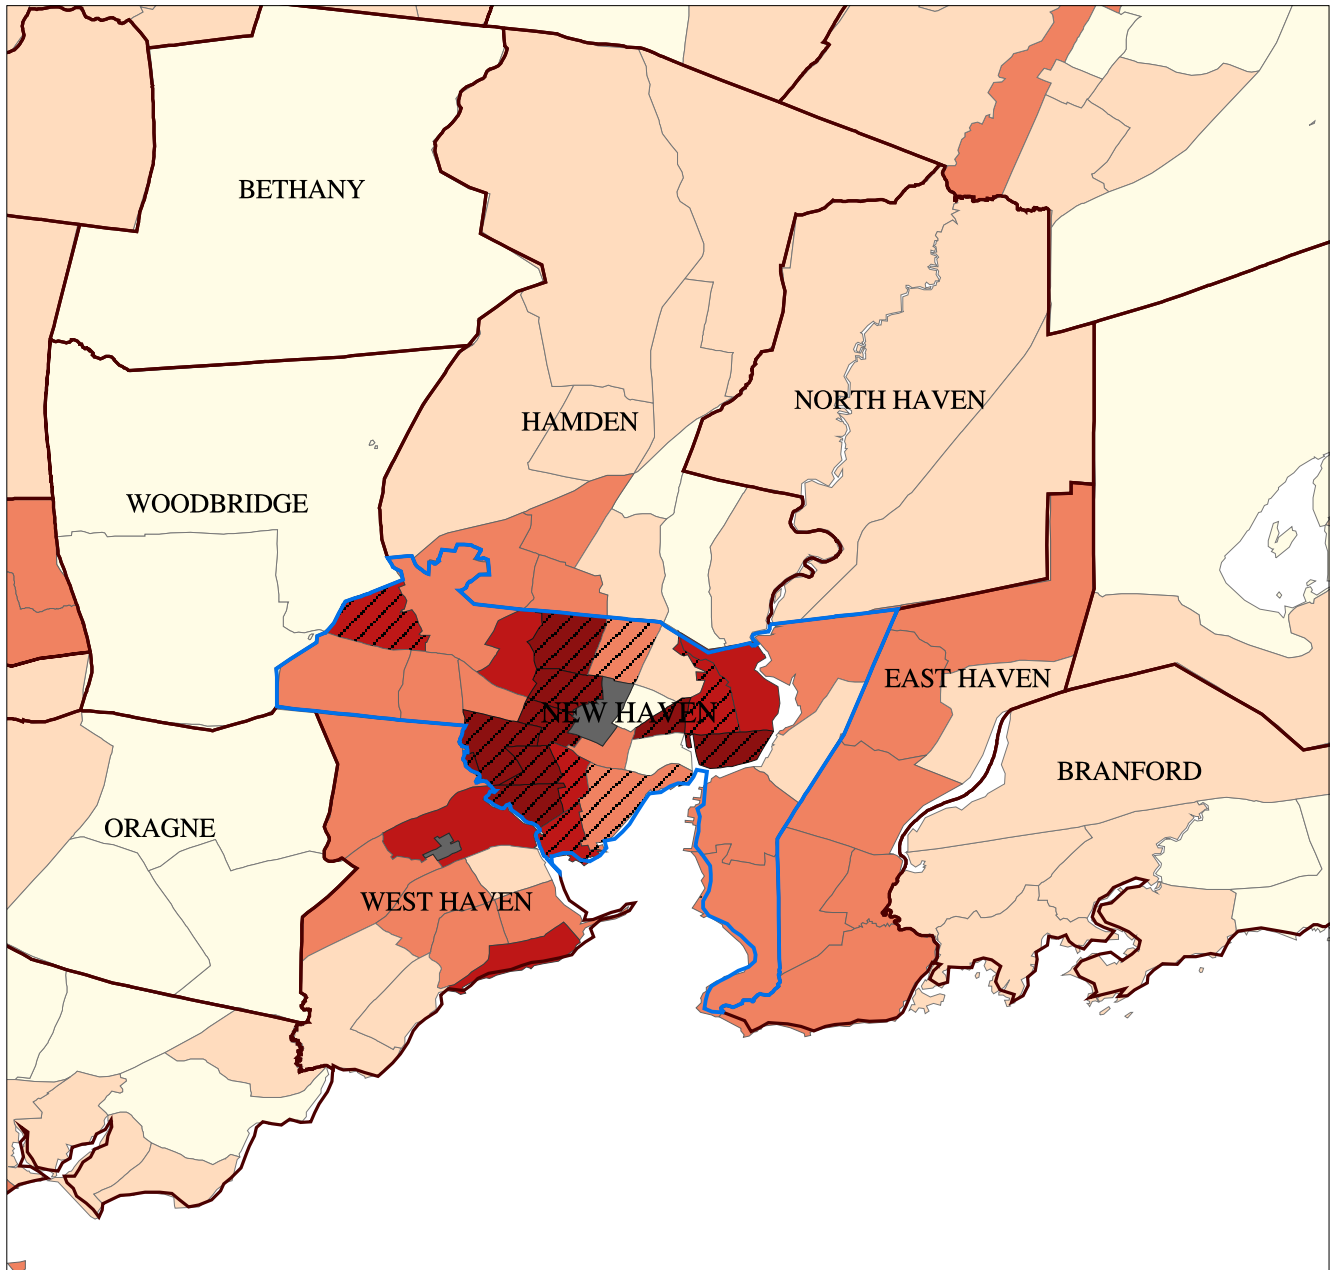 BETHANY
NORTH HAVEN
HAMDEN
WOODBRIDGE
EAST HAVEN
NEW HAVEN
BRANFORD
ORAGNE
WEST HAVEN